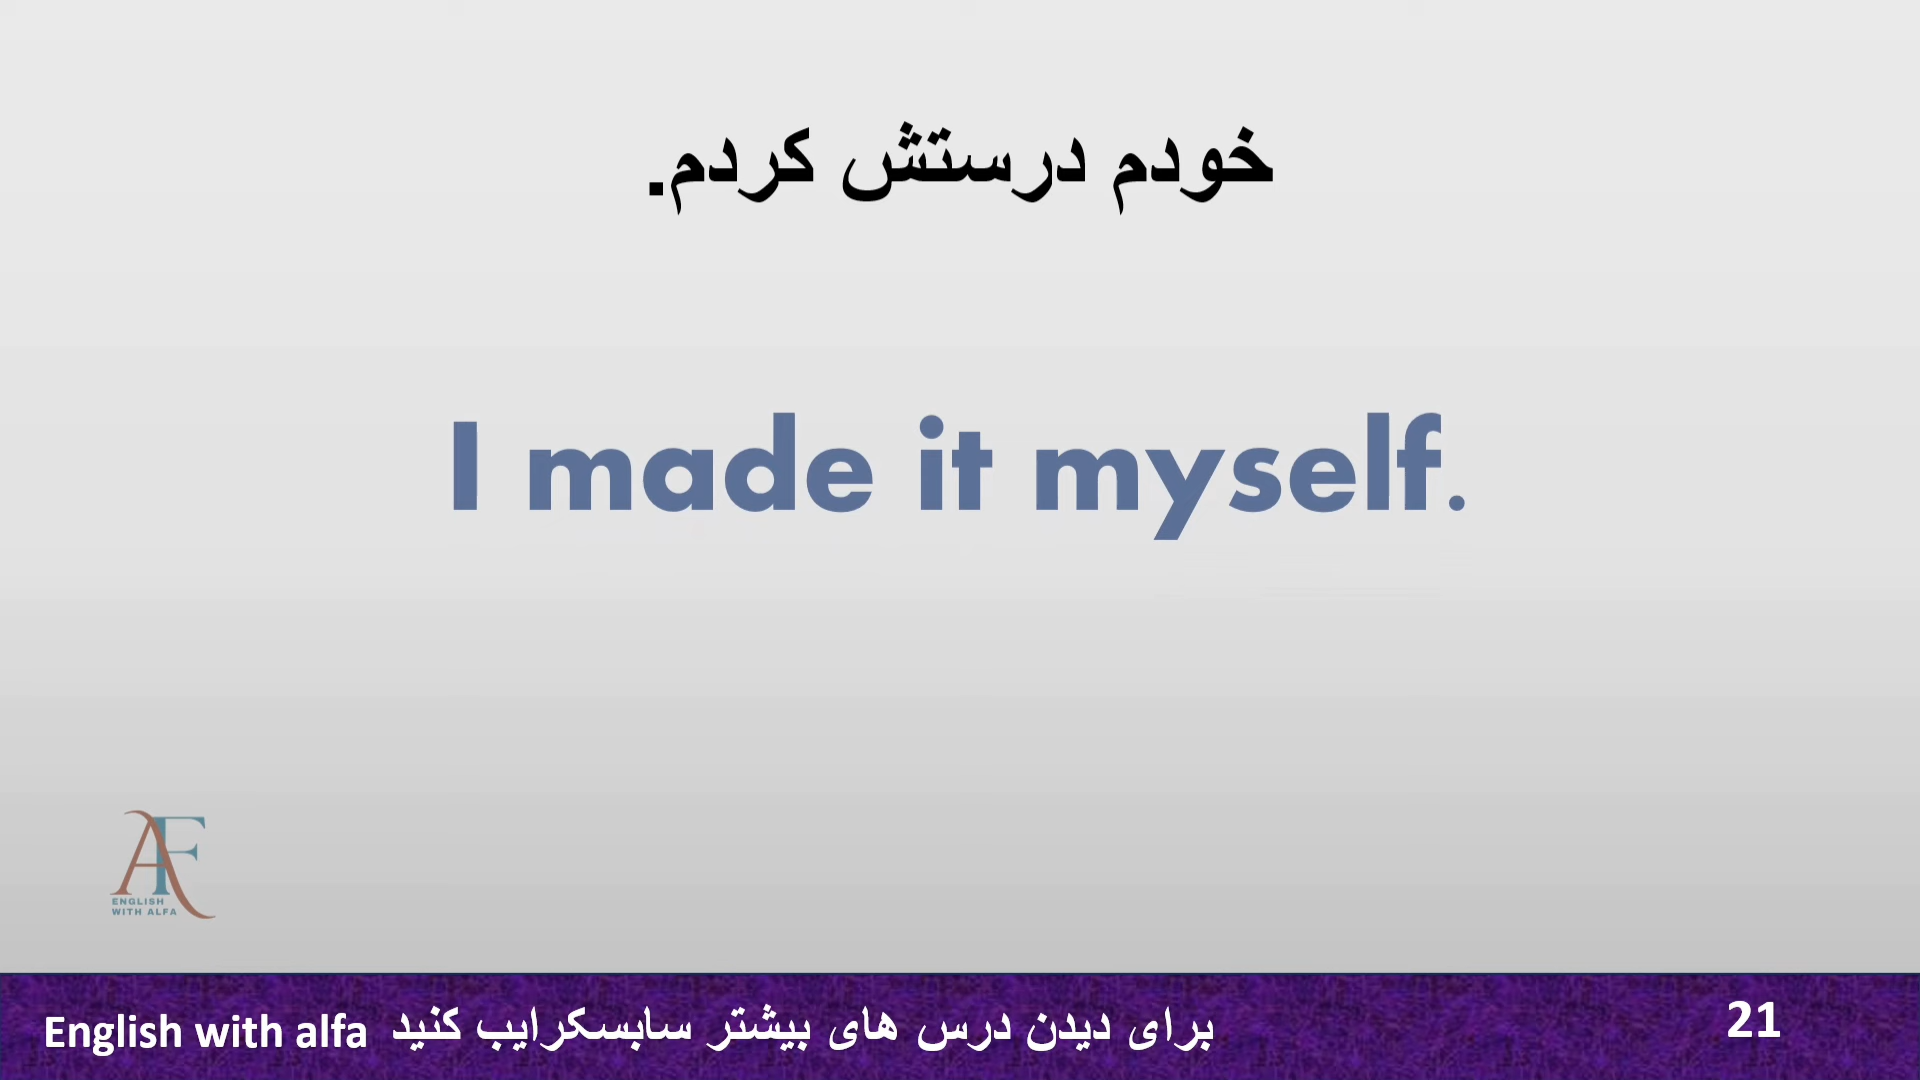 خودم درستش کردم.
I made it myself.
AF
ENGLISH
WITH ALFA
English with alfa برای دیدن درس های بیشتر سابسکرایب کنید
21